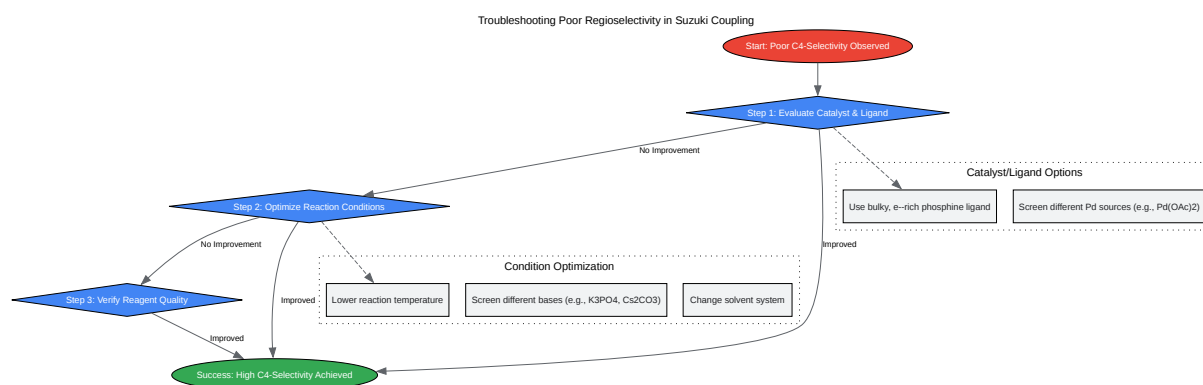 Troubleshooting Poor Regioselectivity in Suzuki Coupling
Start: Poor C4-Selectivity Observed
Step 1: Evaluate Catalyst & Ligand
No Improvement
Catalyst/Ligand Options
Use bulky, e--rich phosphine ligand
Screen different Pd sources (e.g., Pd(OAc)2)
Step 2: Optimize Reaction Conditions
No Improvement
Improved
Condition Optimization
Lower reaction temperature
Screen different bases (e.g., K3PO4, Cs2CO3)
Change solvent system
Step 3: Verify Reagent Quality
Improved
Improved
Success: High C4-Selectivity Achieved